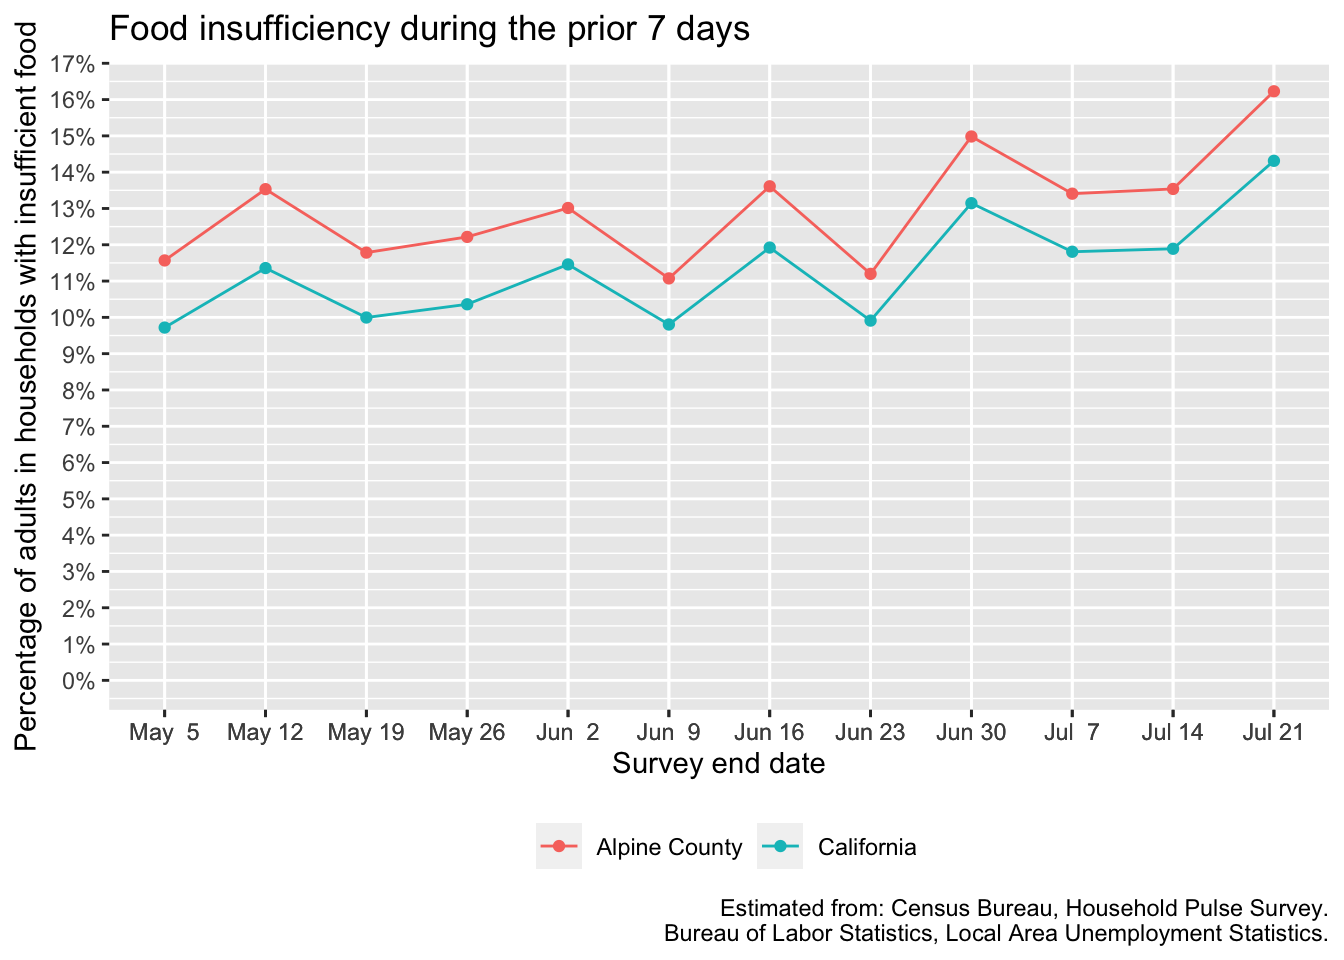 Food insufficiency during the prior 7 days
Percentage of adults in households with insufficient food
17%
16%
15%
14%
13%
12%
11%
10%
9%
8%
7%
6%
5%
4%
3%
2%
1%
0%
May 5 May 12 May 19 May 26 Jun 2 Jun 9 Jun 16 Jun 23 Jun 30 Jul 7 Jul 14 Jul 21
Survey end date
Alpine County California
Estimated from: Census Bureau, Household Pulse Survey.
Bureau of Labor Statistics, Local Area Unemployment Statistics.